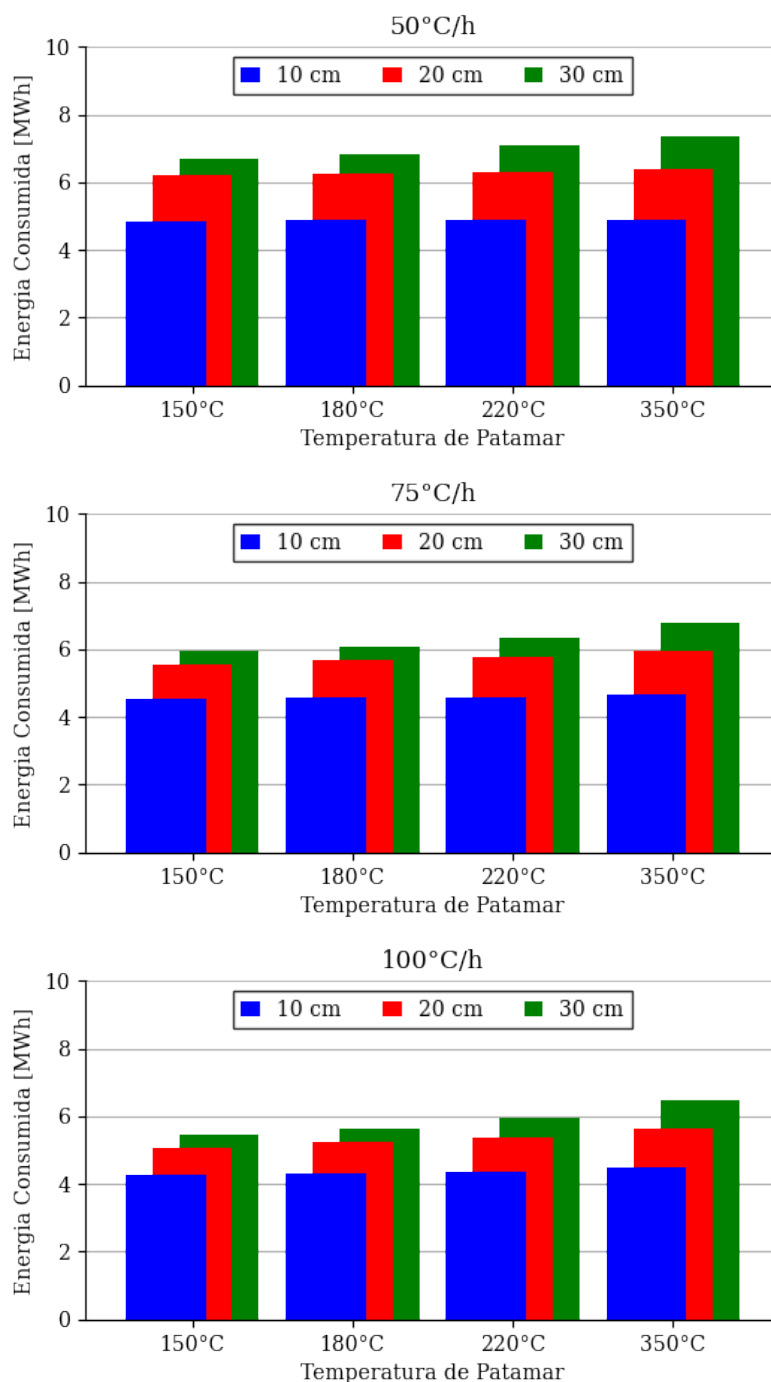 50°C/h
10 cm 20 cm 30 cm
Energia Consumida [MWh]
10
8
6
4
2
0
150°C 180°C 220°C 350°C
Temperatura de Patamar
75°C/h
10 cm 20 cm 30 cm
Energia Consumida [MWh]
10
8
6
4
2
0
150°C 180°C 220°C 350°C
Temperatura de Patamar
100°C/h
10 cm 20 cm 30 cm
Energia Consumida [MWh]
10
8
6
4
2
0
150°C 180°C 220°C 350°C
Temperatura de Patamar